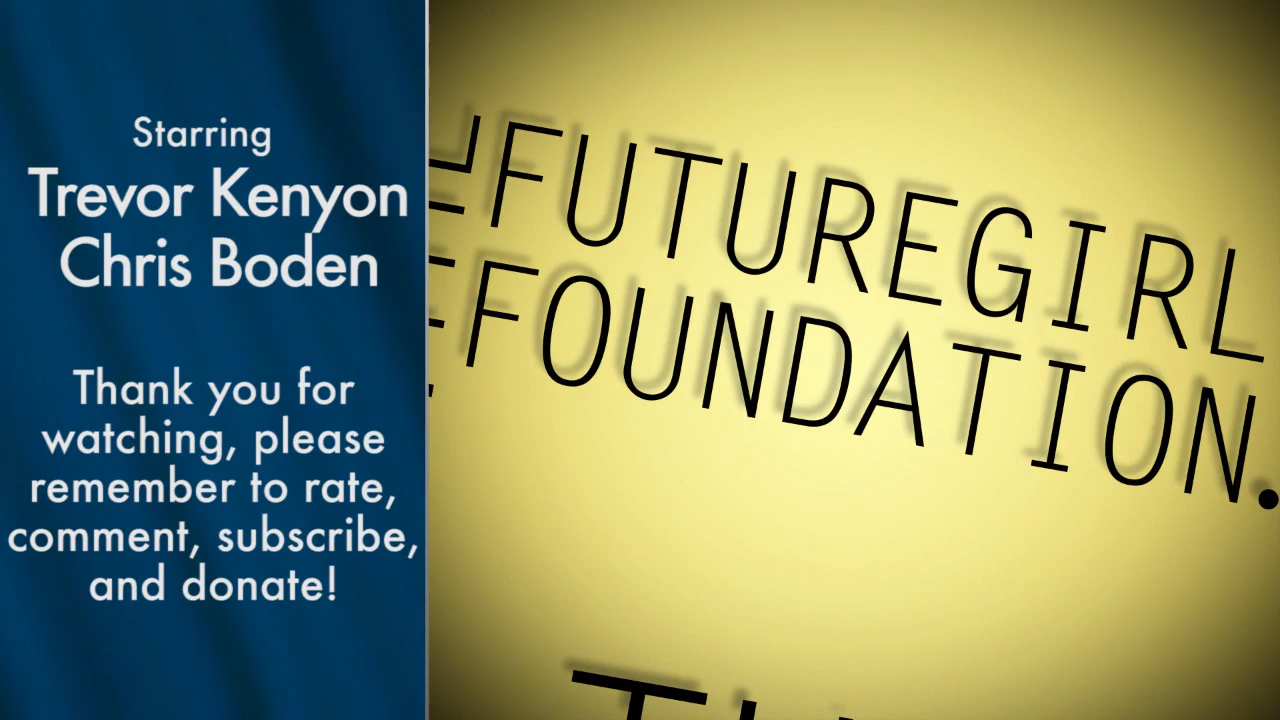 Starring
Trevor Kenyon
Chris Boden
Thank you for
watching, please
remember to rate,
comment, subscribe,
and donate!
FUTUREGIRL
FOUNDATION.